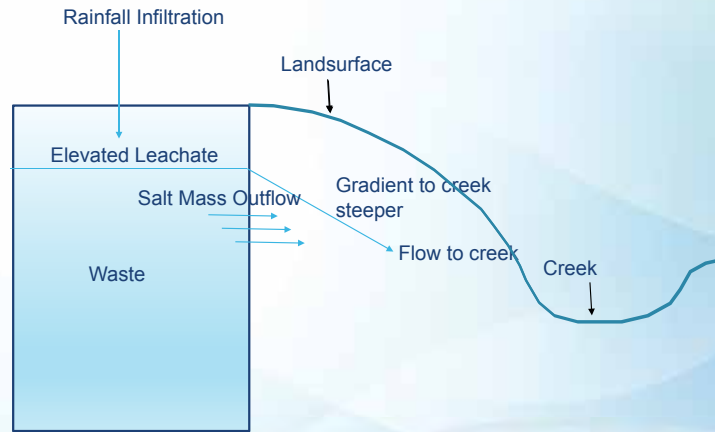 Rainfall Infiltration
Landsurface
Elevated Leachate
Salt Mass Outflow
Gradient to creek
steeper
Flow to creek
Creek
Waste